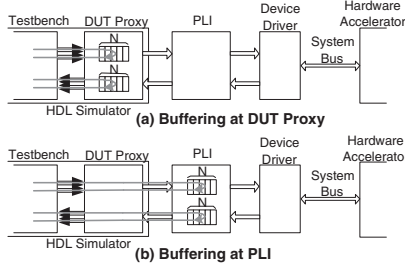 Testbench DUT Proxy PLI Device Driver Hardware Accelerator
N
N
System Bus
HDL Simulator
(a) Buffering at DUT Proxy
Testbench DUT Proxy PLI Device Driver Hardware Accelerato
N
N
System Bus
HDL Simulator
(b) Buffering at PLI